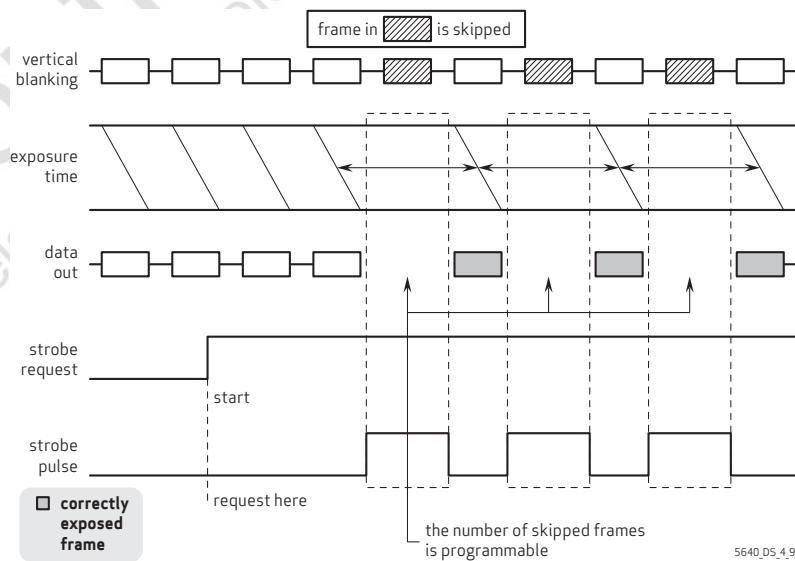 frame in is skipped
vertical
blanking
exposure
time
data
out
strobe
request
start
strobe
pulse
request here
correctly
exposed
frame
the number of skipped frames
is programmable
5640_DS_4_9